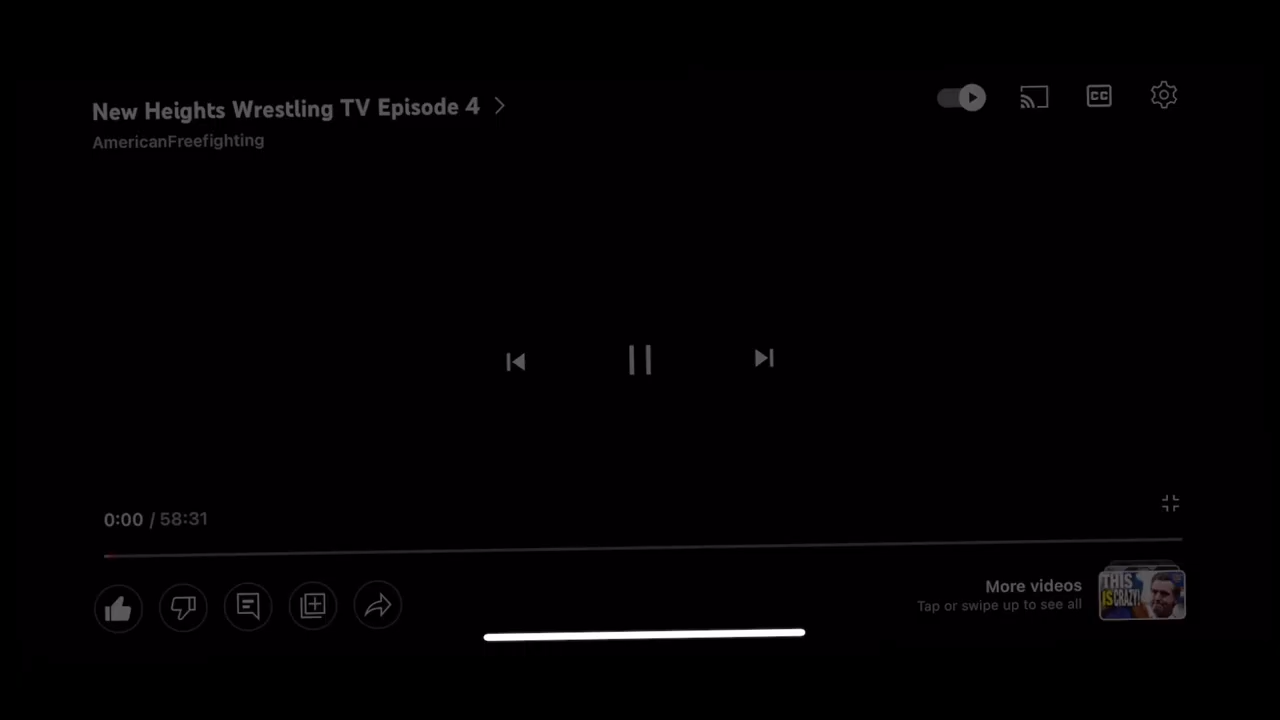 New Heights Wrestling TV Episode 4
AmericanFreefighting
CC
0:00 / 58:31
More videos
Tap or swipe up to see all
THIS
IS CRAZY!